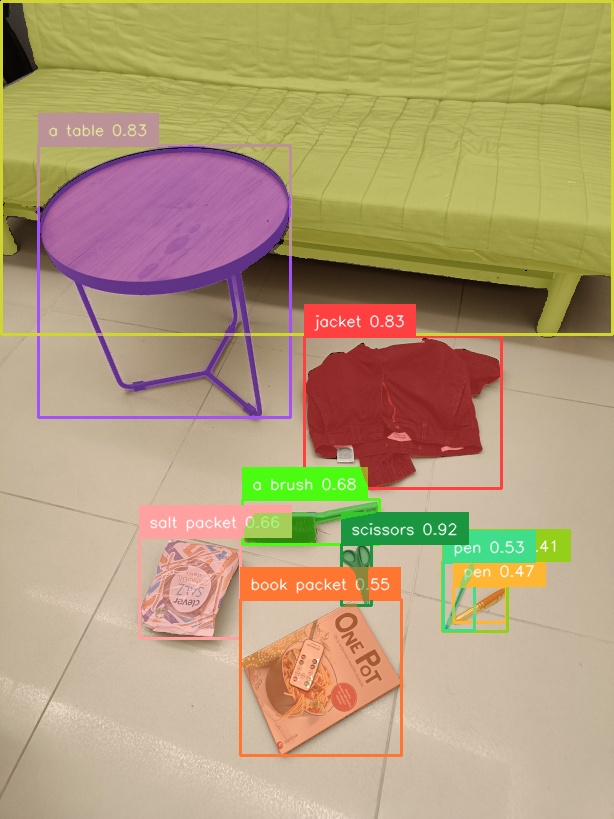 a table 0.83
jacket 0.83
a brush 0.68
salt packet 0.66
scissors 0.92
pen 0.53
.41
pen 0.47
book packet 0.55
clever
SALZ
ONE POT